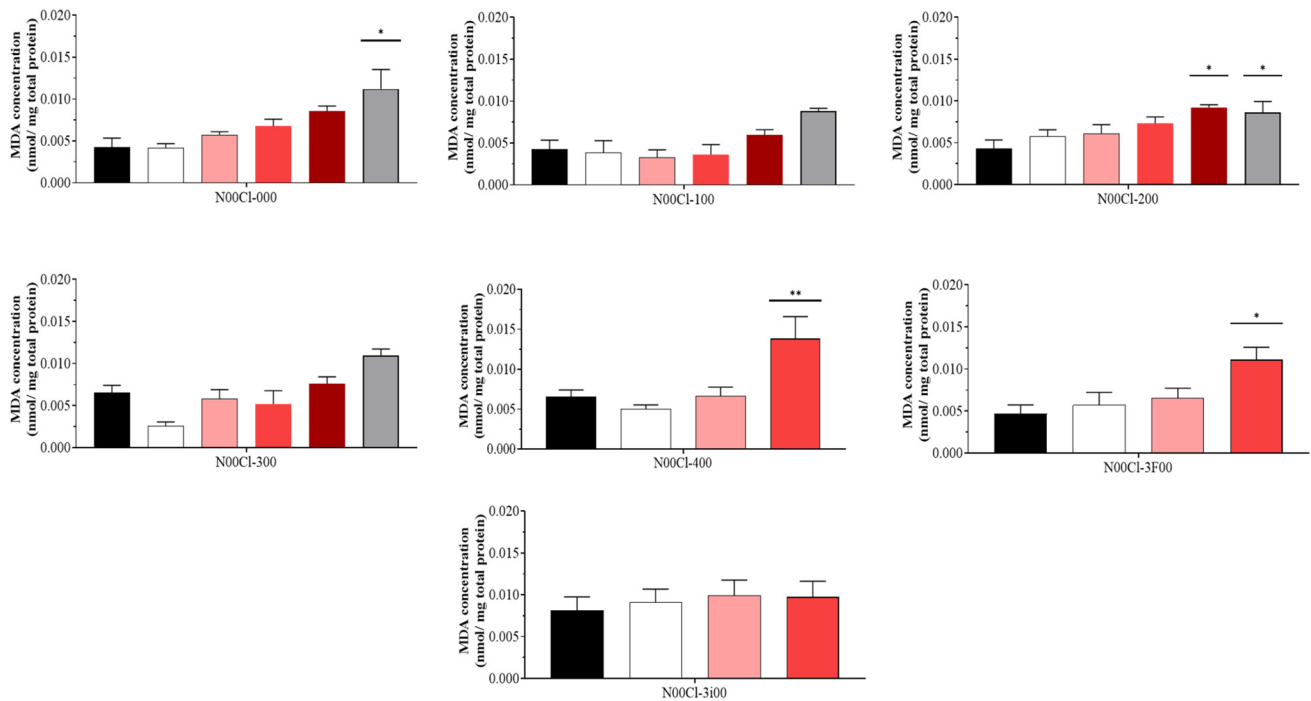 MDA concentration
(nmol/ mg total protein)
0.020
0.015
0.010
0.005
0.000
*
N00Cl-000
MDA concentration
(nmol/ mg total protein)
0.020
0.015
0.010
0.005
0.000
N00Cl-100
MDA concentration
(nmol/ mg total protein)
0.020
0.015
0.010
0.005
0.000
*
*
N00Cl-200
MDA concentration
(nmol/ mg total protein)
0.020
0.015
0.010
0.005
0.000
N00Cl-300
MDA concentration
(nmol/ mg total protein)
0.020
0.015
0.010
0.005
0.000
**
N00Cl-400
MDA concentration
(nmol/ mg total protein)
0.020
0.015
0.010
0.005
0.000
*
N00Cl-3F00
MDA concentration
(nmol/ mg total protein)
0.020
0.015
0.010
0.005
0.000
N00Cl-3i00